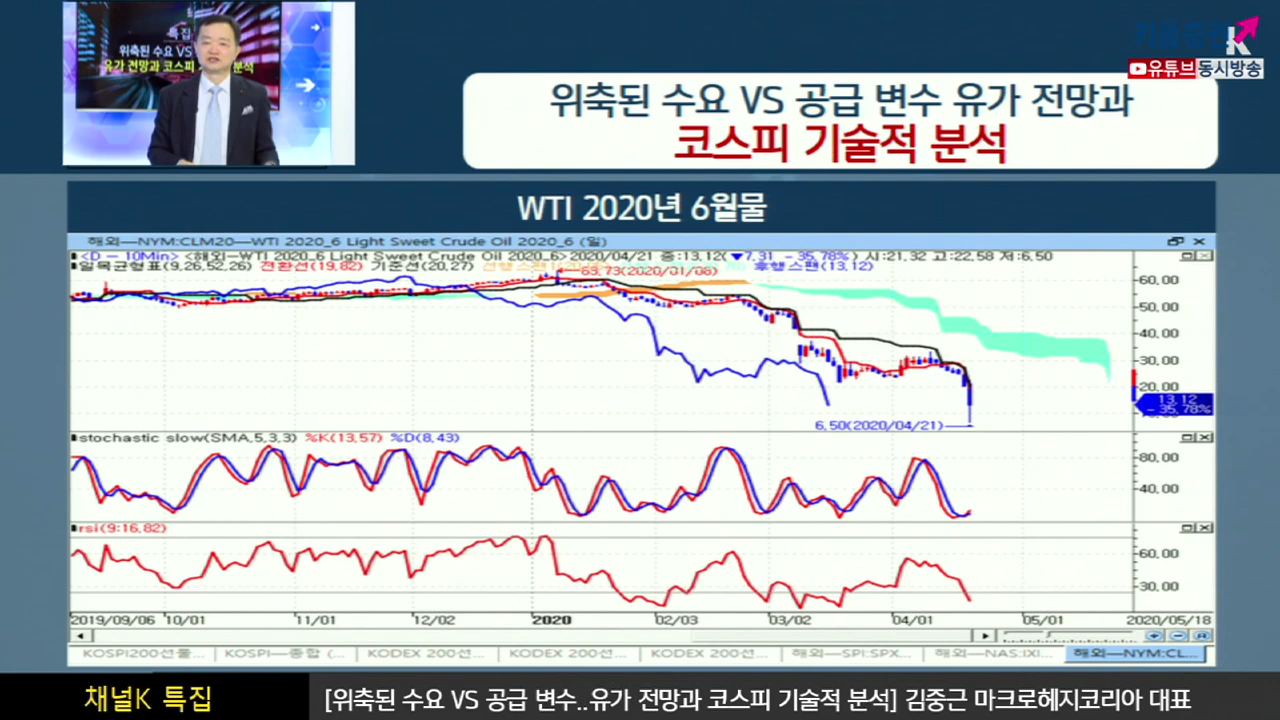 특집
위축된 수요 VS
유가 전망과 코스피 분석
유튜브 동시방송
위축된 수요 VS 공급 변수 유가 전망과
코스피 기술적 분석
WTI 2020년 6월물
해외-NYM:CLM20-WTI 2020_6 Light Sweet Crude Oil 2020_6 (일)
<D - 10Min> <해외-WTI 2020_6 Light Sweet Crude Oil 2020_6> 2020/04/21 종:13,12(▼7,31 -35,78%) 시:21,32 고:22,58 저:6,50
일목균형표(9,26,52,26) 전환선(19,82) 기준선(20,27) 후행스팬(13,12)
63,73(2020/01/08)
60,00
50,00
40,00
30,00
20,00
13,12
-35,78%
6,50(2020/04/21)
stochastic slow(SMA,5,3,3) %K(13,57) %D(8,43)
80,00
40,00
rsi(9:16,82)
60,00
30,00
2019/09/06 10/01 11/01 12/02 2020 02/03 03/02 04/01 05/01 2020/05/18
KOSPI200선물... KOSPI-종합 (... KODEX 200선... KODEX 200선... KODEX 200선... 해외-SPI:SPX... 해외-NAS:IXI... 해외-NYM:CL...
채널K 특집
[위축된 수요 VS 공급 변수..유가 전망과 코스피 기술적 분석] 김중근 마크로헤지코리아 대표